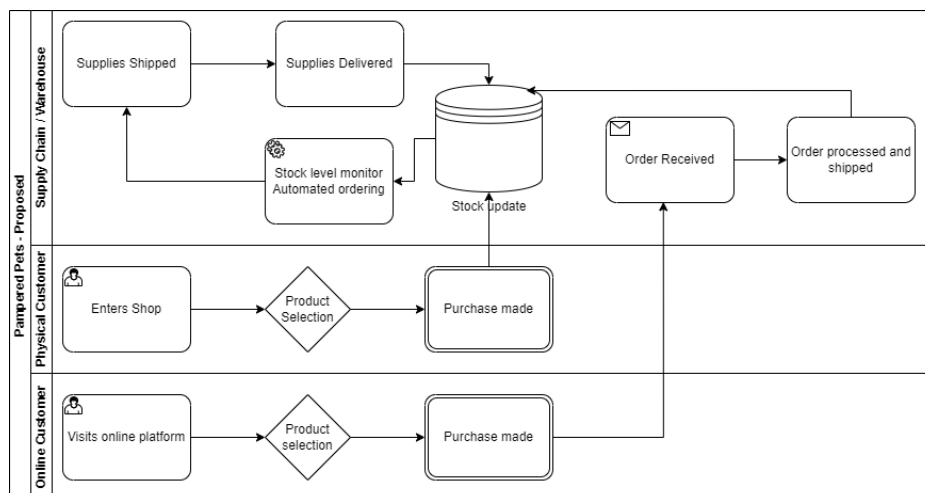 Pampered Pets - Proposed
Supply Chain / Warehouse
Supplies Shipped
Supplies Delivered
Stock level monitor
Automated ordering
Stock update
Order Received
Order processed and
shipped
Physical Customer
Enters Shop
Product
Selection
Purchase made
Online Customer
Visits online platform
Product
selection
Purchase made